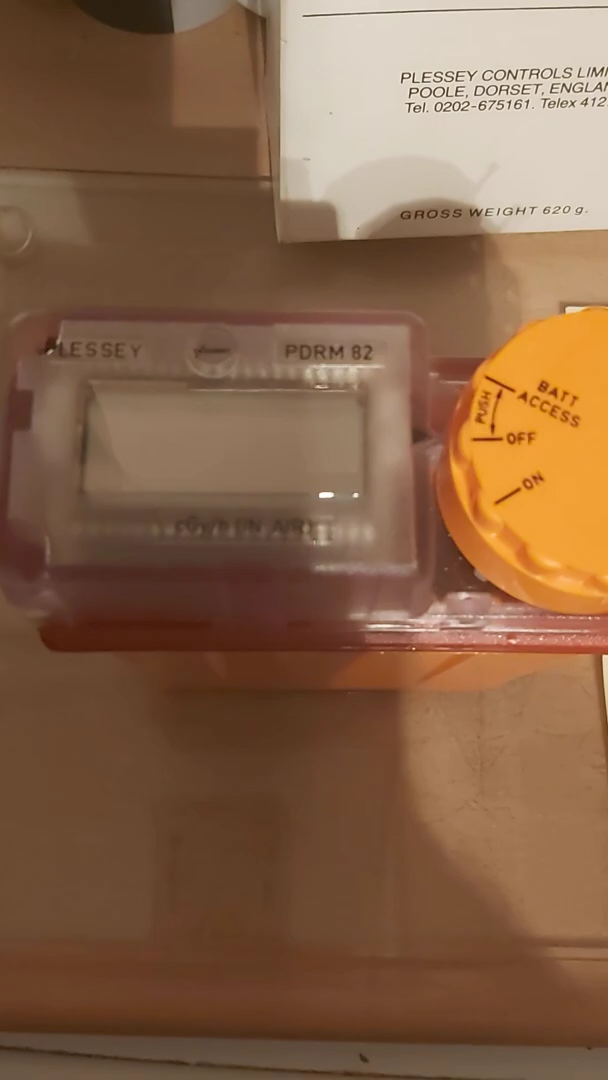 PLESSEY CONTROLS LIMI
POOLE, DORSET, ENGLAN
Tel. 0202-675161. Telex 412
GROSS WEIGHT 620 g.
PLESSEY
PDRM 82
cGy/h (IN AIR)
BATT
ACCESS
PUSH
OFF
ON